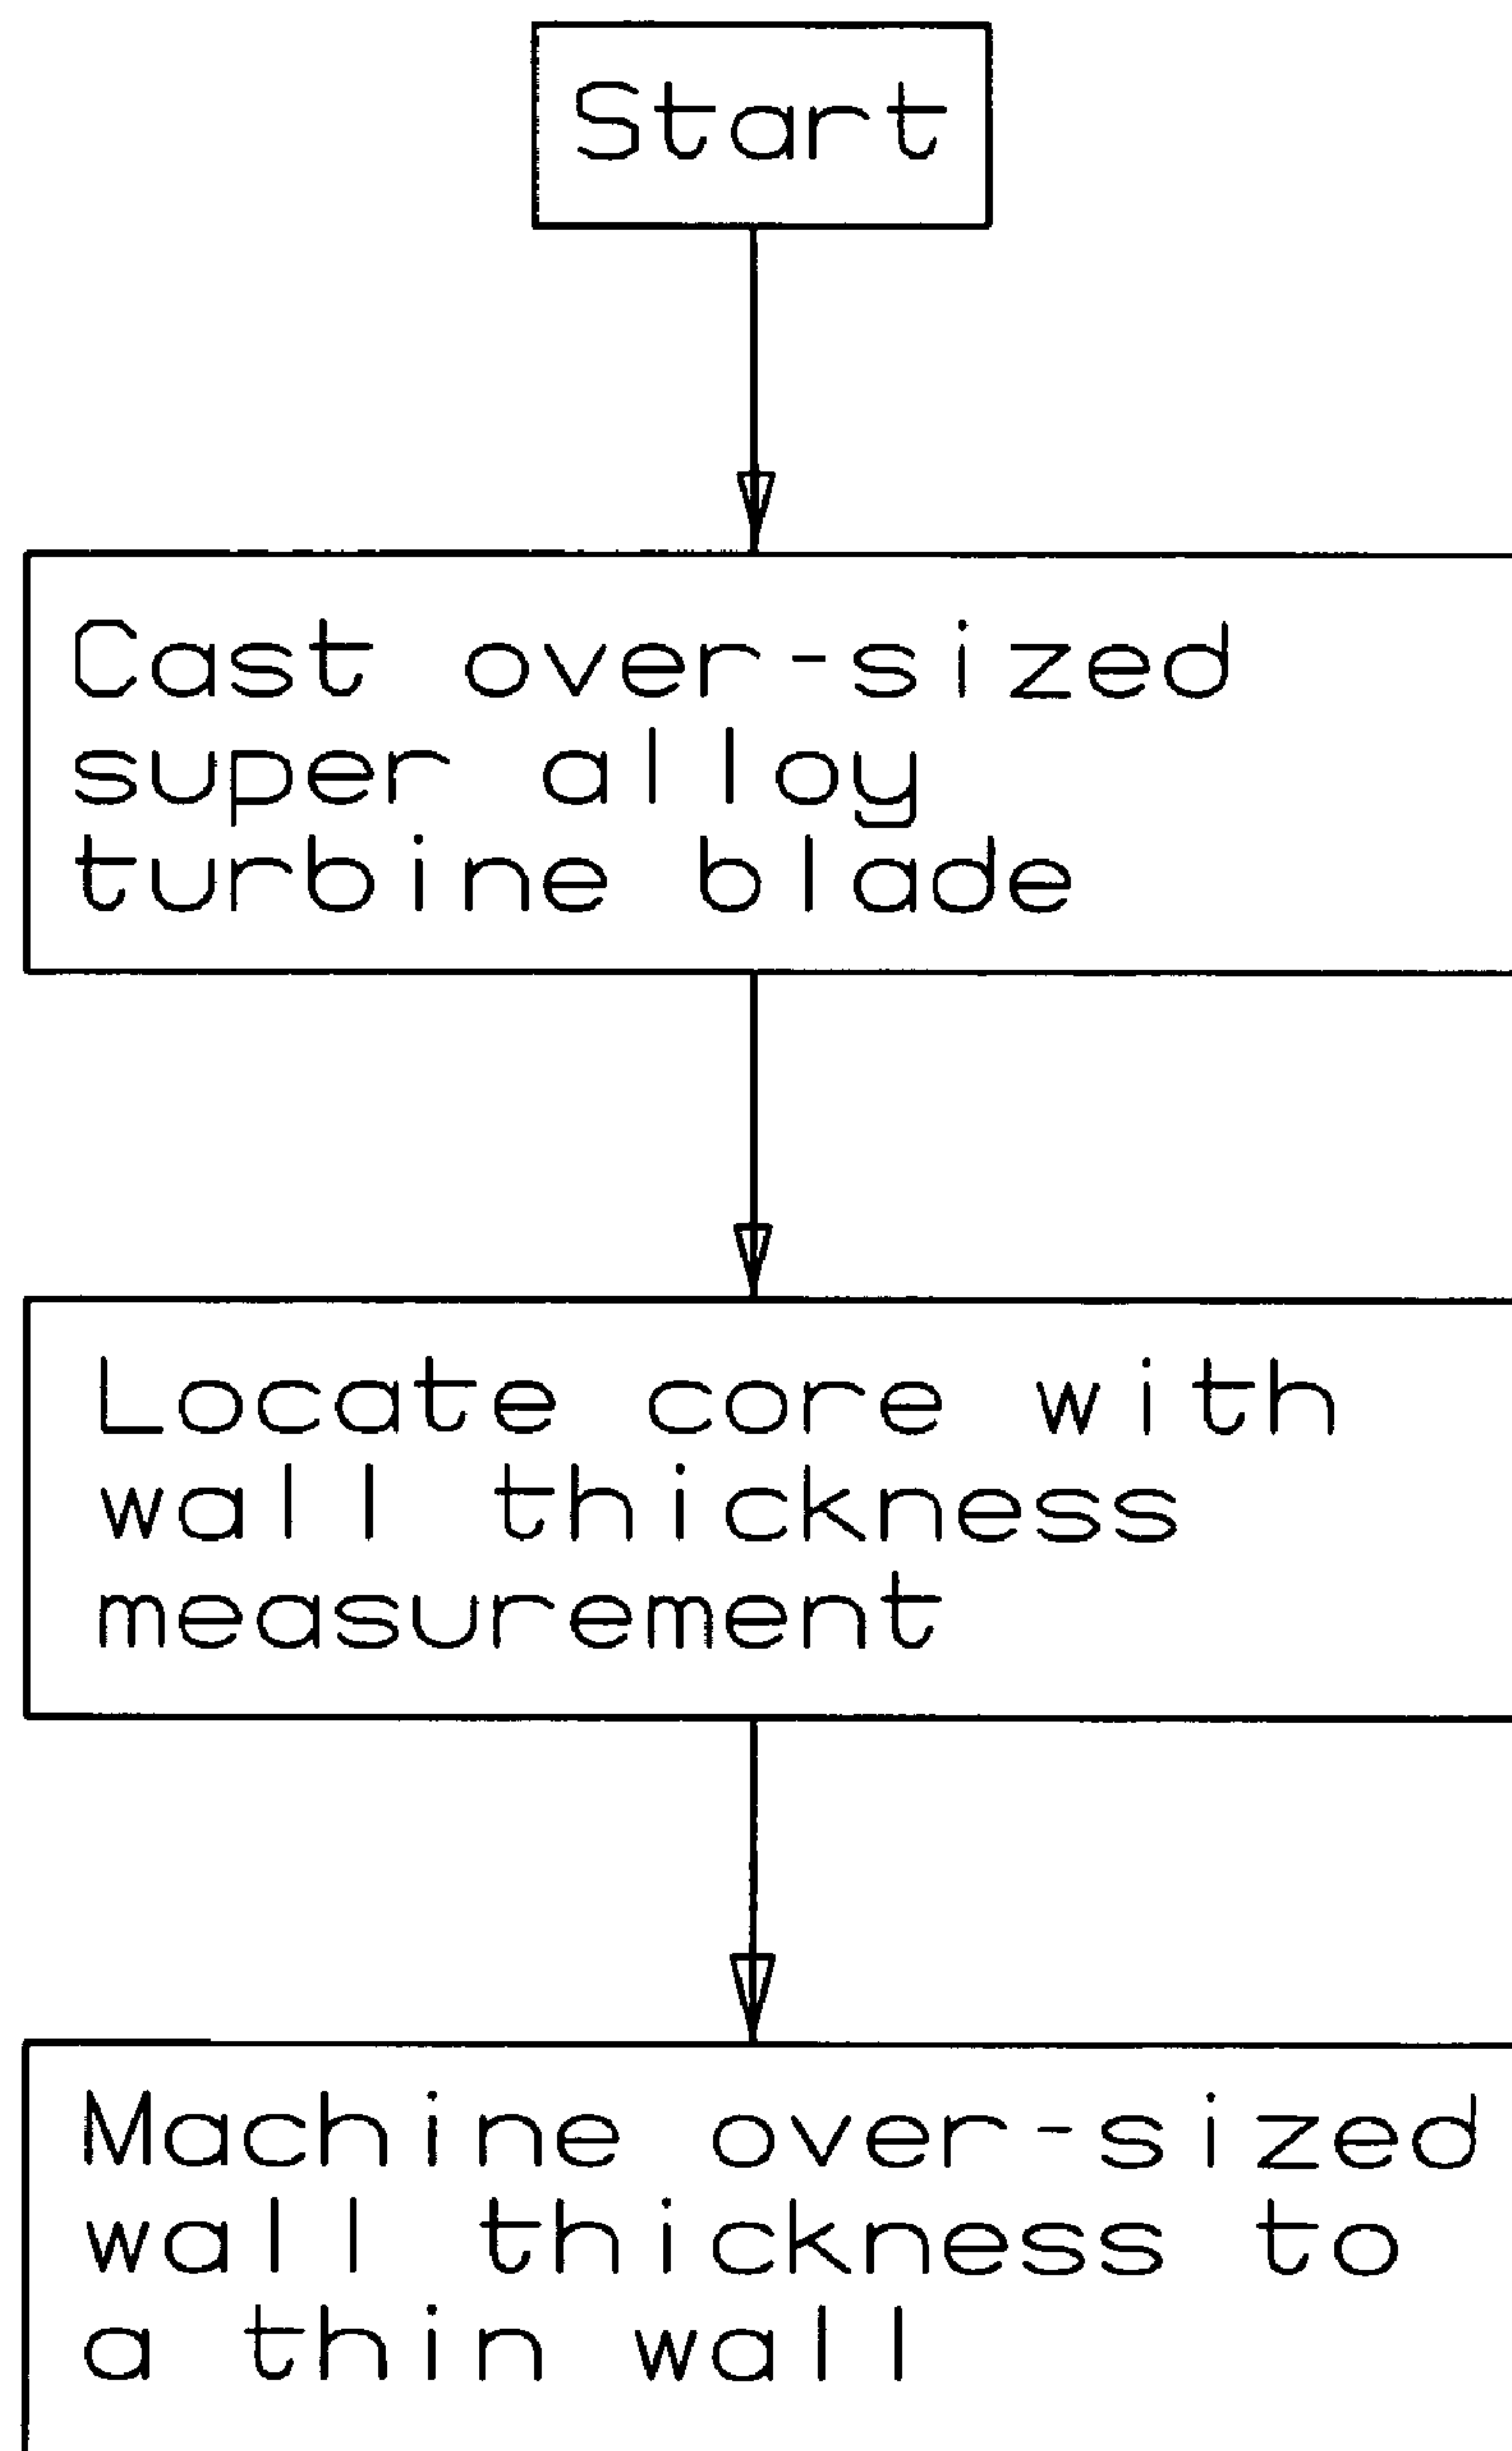 Start
Cast over-sized
super alloy
turbine blade
Locate core with
wall thickness
measurement
Machine over-sized
wall thickness to
a thin wall